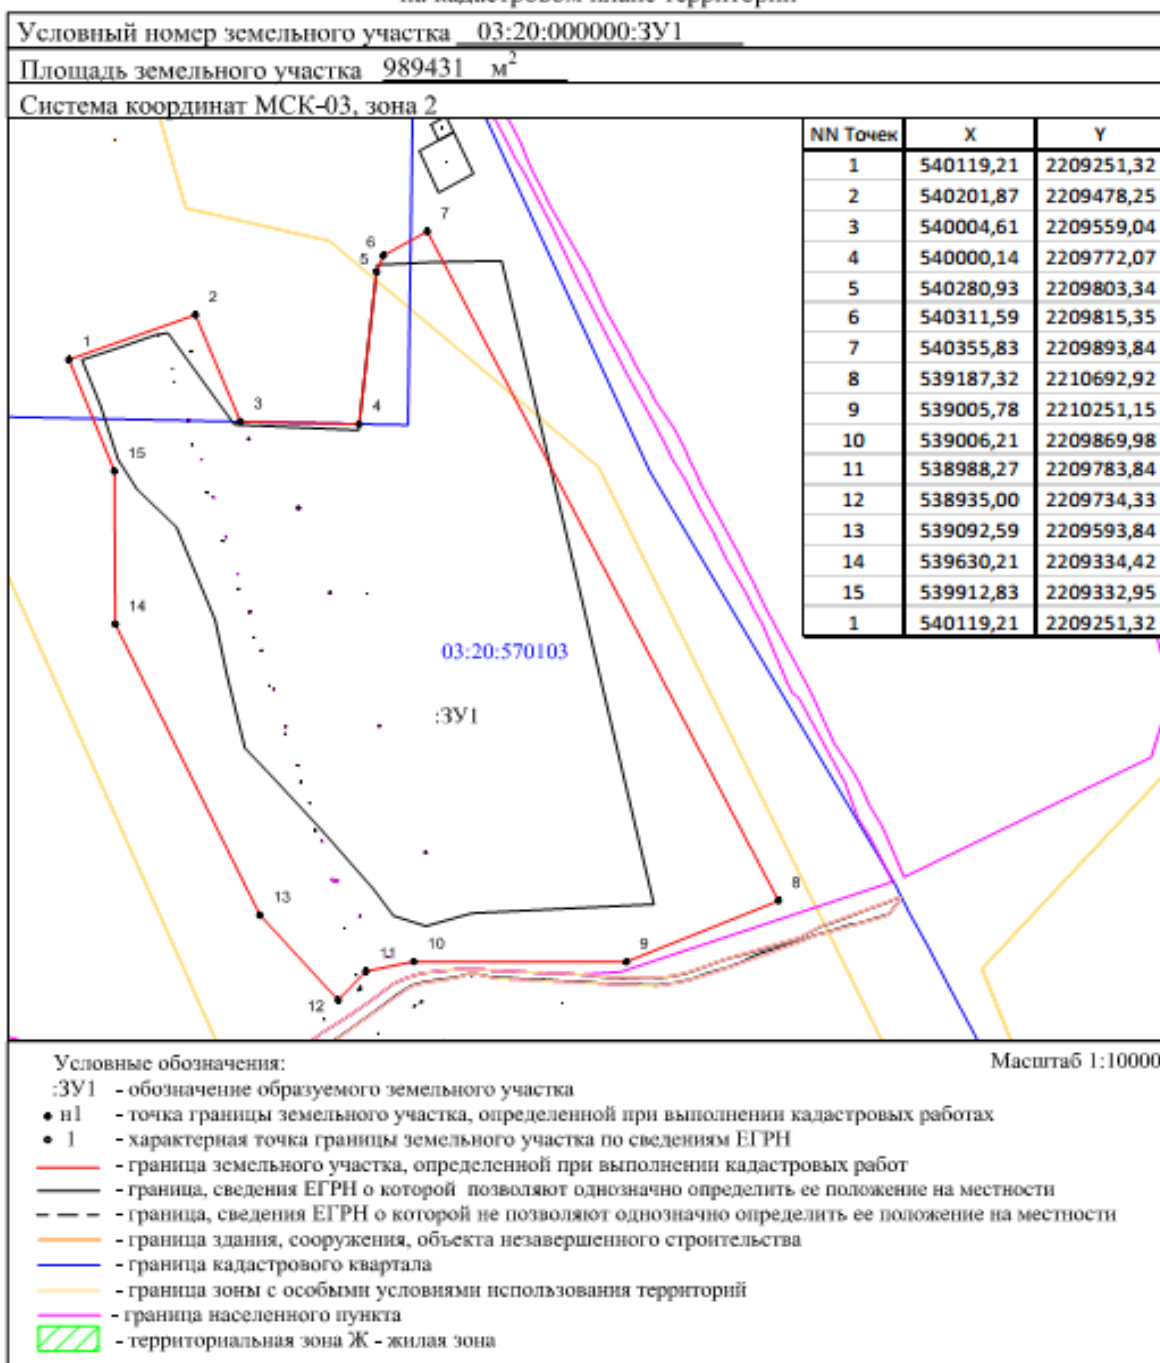 на кадастровом плане территории
Условный номер земельного участка 03:20:000000:ЗУ1
Площадь земельного участка 989431 м²
Система координат МСК-03, зона 2
NN Точек X Y
1 540119,21 2209251,32
2 540201,87 2209478,25
3 540004,61 2209559,04
4 540000,14 2209772,07
5 540280,93 2209803,34
6 540311,59 2209815,35
7 540355,83 2209893,84
8 539187,32 2210692,92
9 539005,78 2210251,15
10 539006,21 2209869,98
11 538988,27 2209783,84
12 538935,00 2209734,33
13 539092,59 2209593,84
14 539630,21 2209334,42
15 539912,83 2209332,95
1 540119,21 2209251,32
7
6
5
2
1
3
4
15
14
03:20:570103
:ЗУ1
8
13
10
9
11
12
Условные обозначения:
Масштаб 1:10000
:ЗУ1 - обозначение образуемого земельного участка
н1 - точка границы земельного участка, определенной при выполнении кадастровых работах
1 - характерная точка границы земельного участка по сведениям ЕГРН
- граница земельного участка, определенной при выполнении кадастровых работ
- граница, сведения ЕГРН о которой позволяют однозначно определить ее положение на местности
- граница, сведения ЕГРН о которой не позволяют однозначно определить ее положение на местности
- граница здания, сооружения, объекта незавершенного строительства
- граница кадастрового квартала
- граница зоны с особыми условиями использования территорий
- граница населенного пункта
- территориальная зона Ж - жилая зона